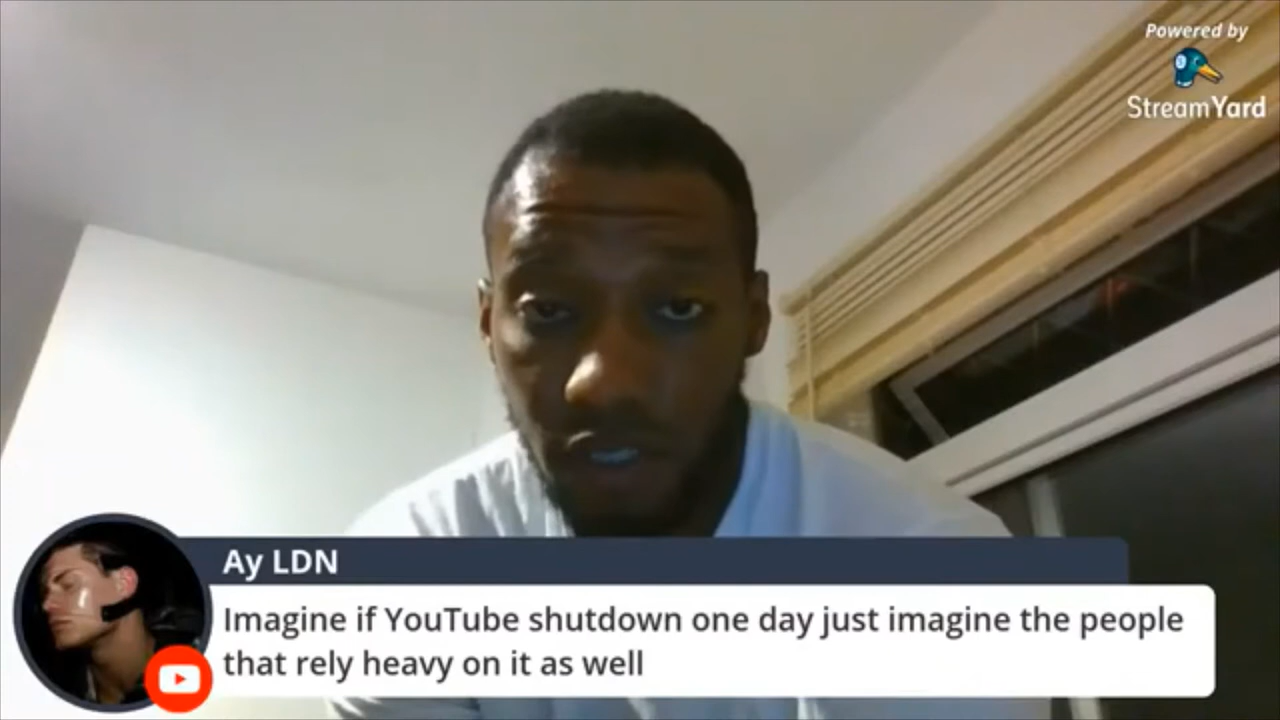 Powered by
StreamYard
Ay LDN
Imagine if YouTube shutdown one day just imagine the people
that rely heavy on it as well